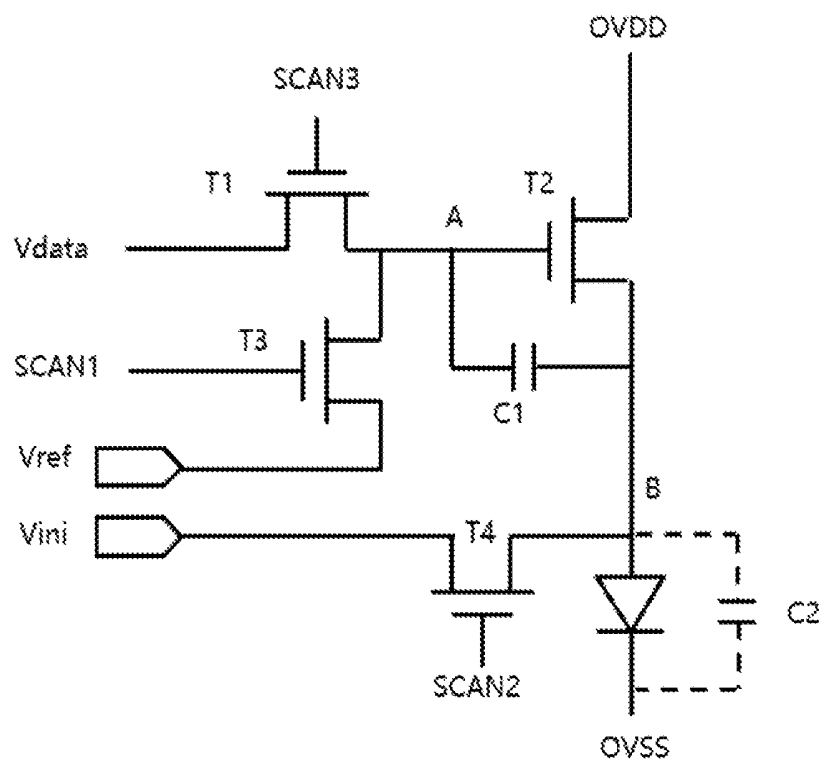 OVDD
SCAN3
T1
T2
A
Vdata
T3
SCAN1
C1
Vref
B
Vini
T4
C2
SCAN2
OVSS